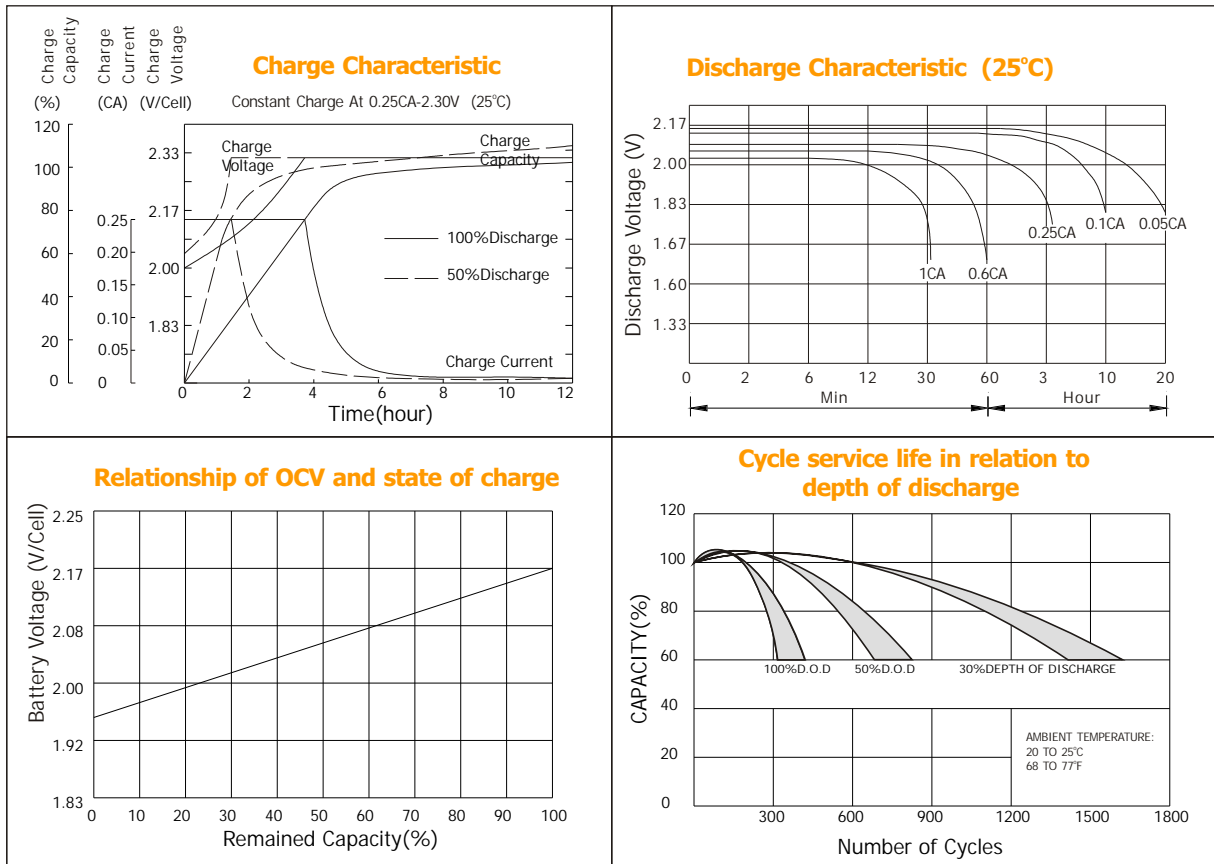 Charge Capacity
Charge Current
Charge Voltage
(%)
(CA)
(V/Cell)
Charge Characteristic
Constant Charge At 0.25CA-2.30V (25°C)
120
100
80
60
40
20
0
0.25
0.20
0.15
0.10
0.05
0
2.33
2.17
2.00
1.83
Charge Voltage
Charge Capacity
100%Discharge
50%Discharge
Charge Current
0 2 4 6 8 10 12
Time(hour)
Discharge Characteristic (25°C)
Discharge Voltage (V)
2.17
2.00
1.83
1.67
1.60
1.33
1CA
0.6CA
0.25CA
0.1CA
0.05CA
0 2 6 12 30 60 3 10 20
Min
Hour
Relationship of OCV and state of charge
Battery Voltage (V/Cell)
2.25
2.17
2.08
2.00
1.92
1.83
0 10 20 30 40 50 60 70 80 90 100
Remained Capacity(%)
Cycle service life in relation to
depth of discharge
CAPACITY(%)
120
100
80
60
40
20
0
100%D.O.D
50%D.O.D
30%DEPTH OF DISCHARGE
AMBIENT TEMPERATURE:
20 TO 25°C
68 TO 77°F
300 600 900 1200 1500 1800
Number of Cycles